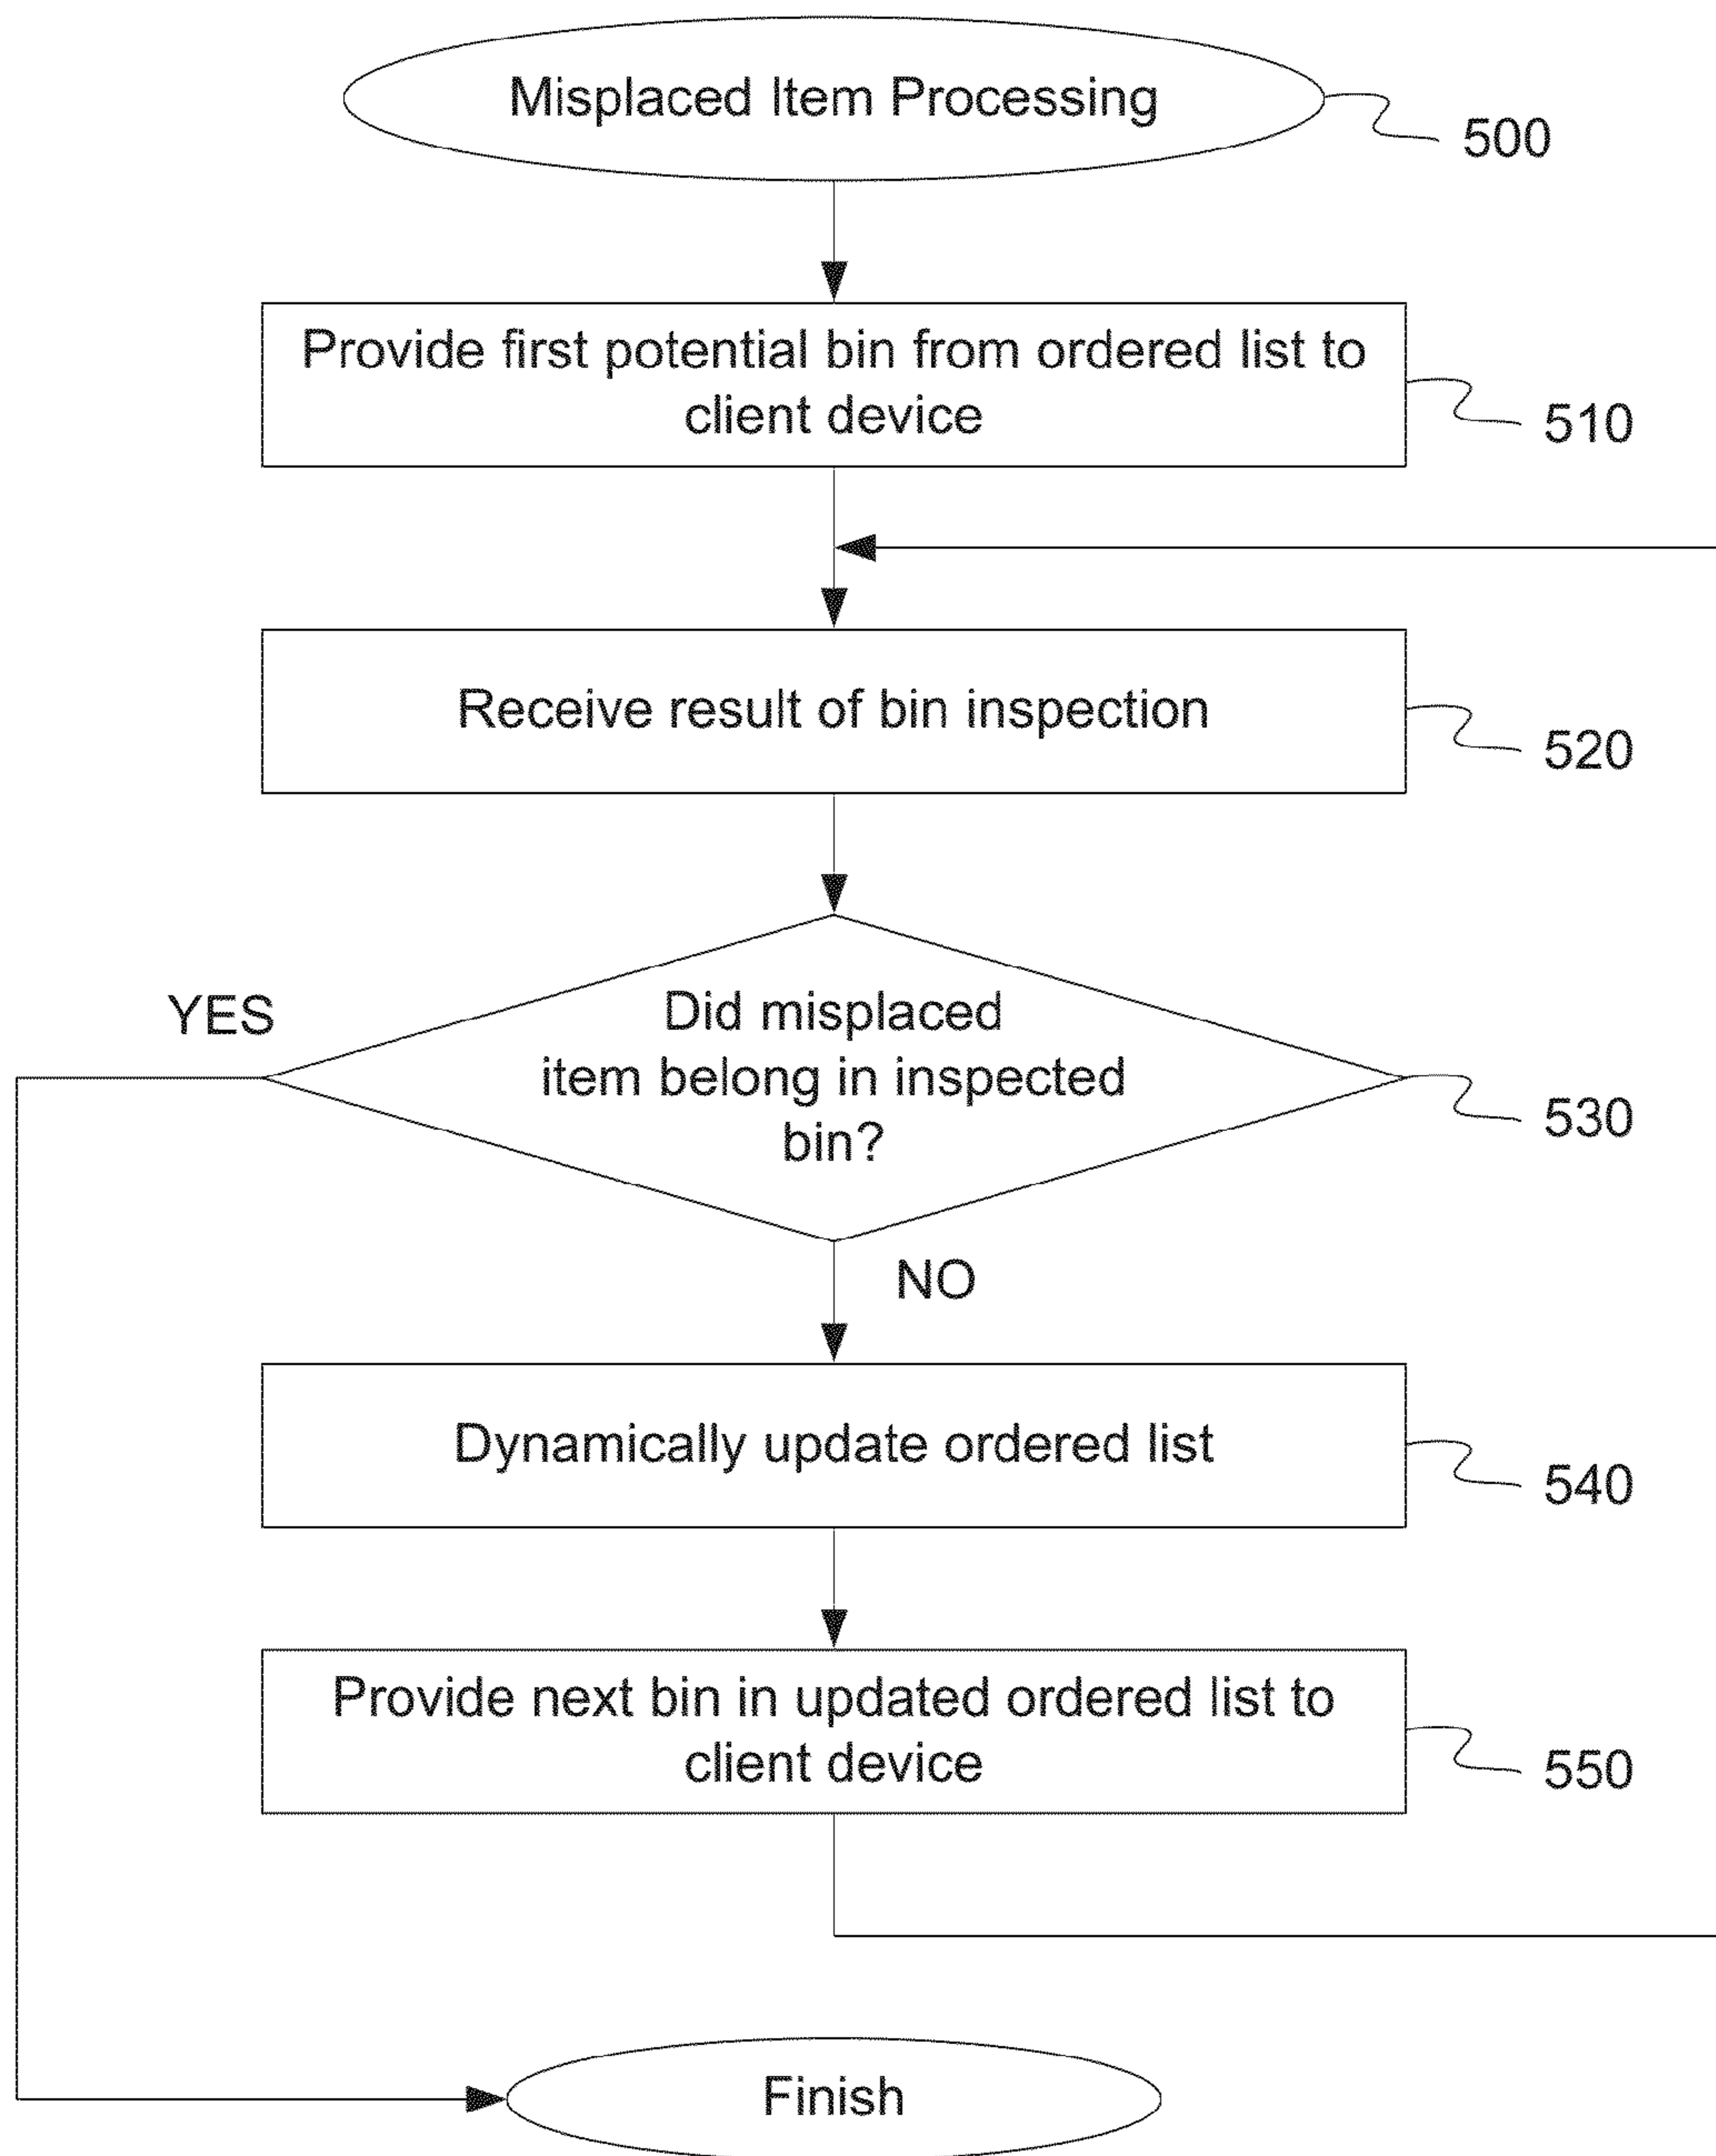 Misplaced Item Processing
500
Provide first potential bin from ordered list to
client device
510
Receive result of bin inspection
520
YES
Did misplaced
item belong in inspected
bin?
530
NO
Dynamically update ordered list
540
Provide next bin in updated ordered list to
client device
550
Finish